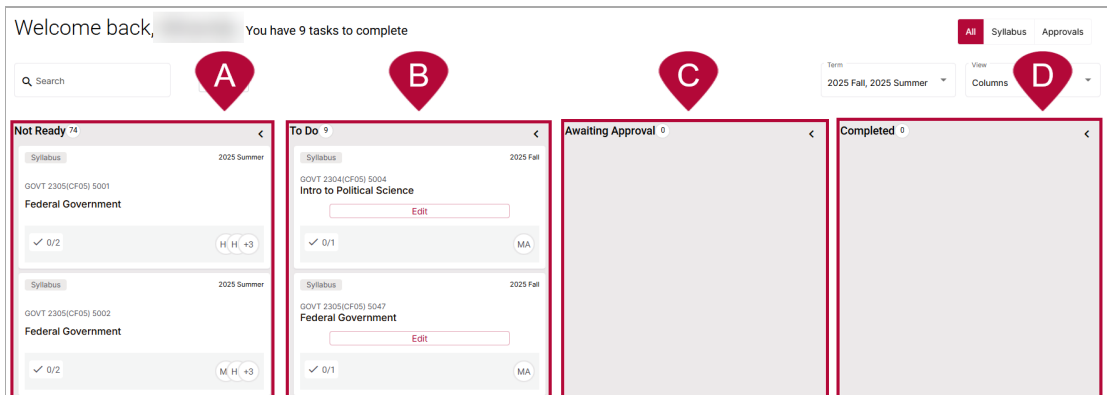 Welcome back,
You have 9 tasks to complete
All Syllabus Approvals
Search
Term
2025 Fall, 2025 Summer
View
Columns
A
B
C
D
Not Ready 74
Syllabus 2025 Summer
GOVT 2305(CF05) 5001
Federal Government
0/2
H H +3
Syllabus 2025 Summer
GOVT 2305(CF05) 5002
Federal Government
0/2
M H +3
To Do 9
Syllabus 2025 Fall
GOVT 2304(CF05) 5004
Intro to Political Science
Edit
0/1
MA
Syllabus 2025 Fall
GOVT 2305(CF05) 5047
Federal Government
Edit
0/1
MA
Awaiting Approval 0
Completed 0